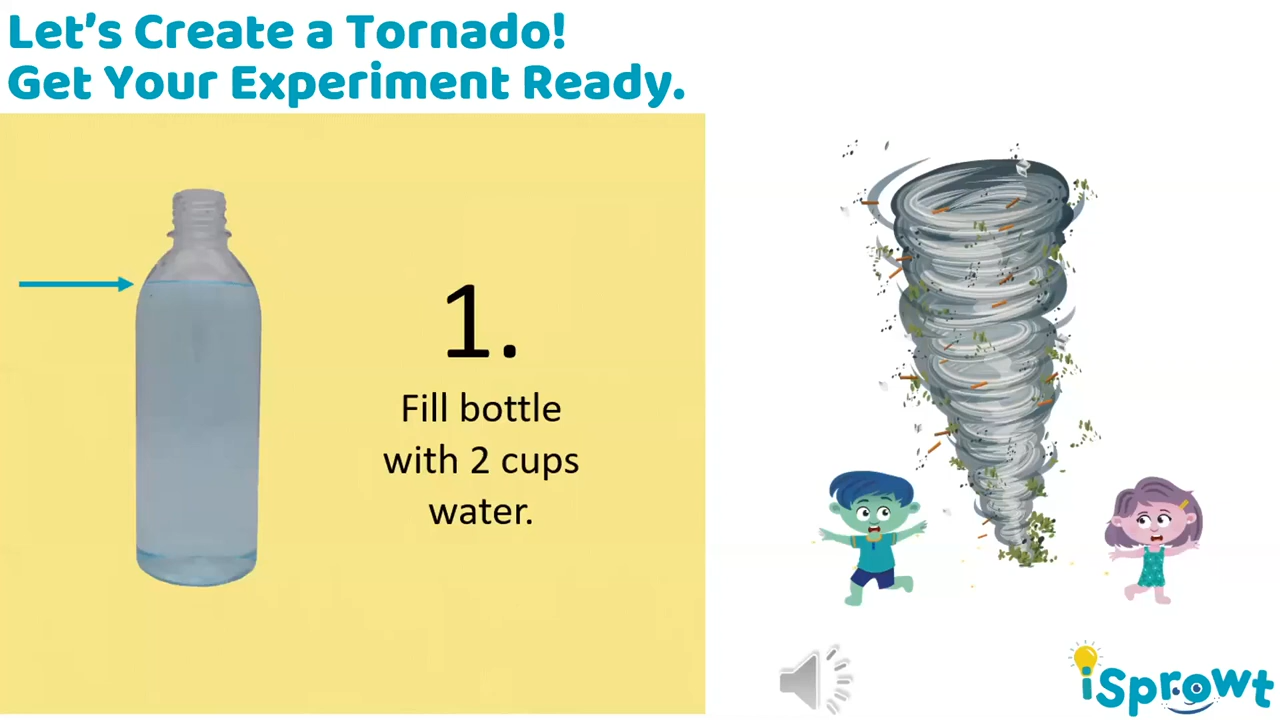 Let's Create a Tornado!
Get Your Experiment Ready.
1.
Fill bottle
with 2 cups
water.
iSprowt